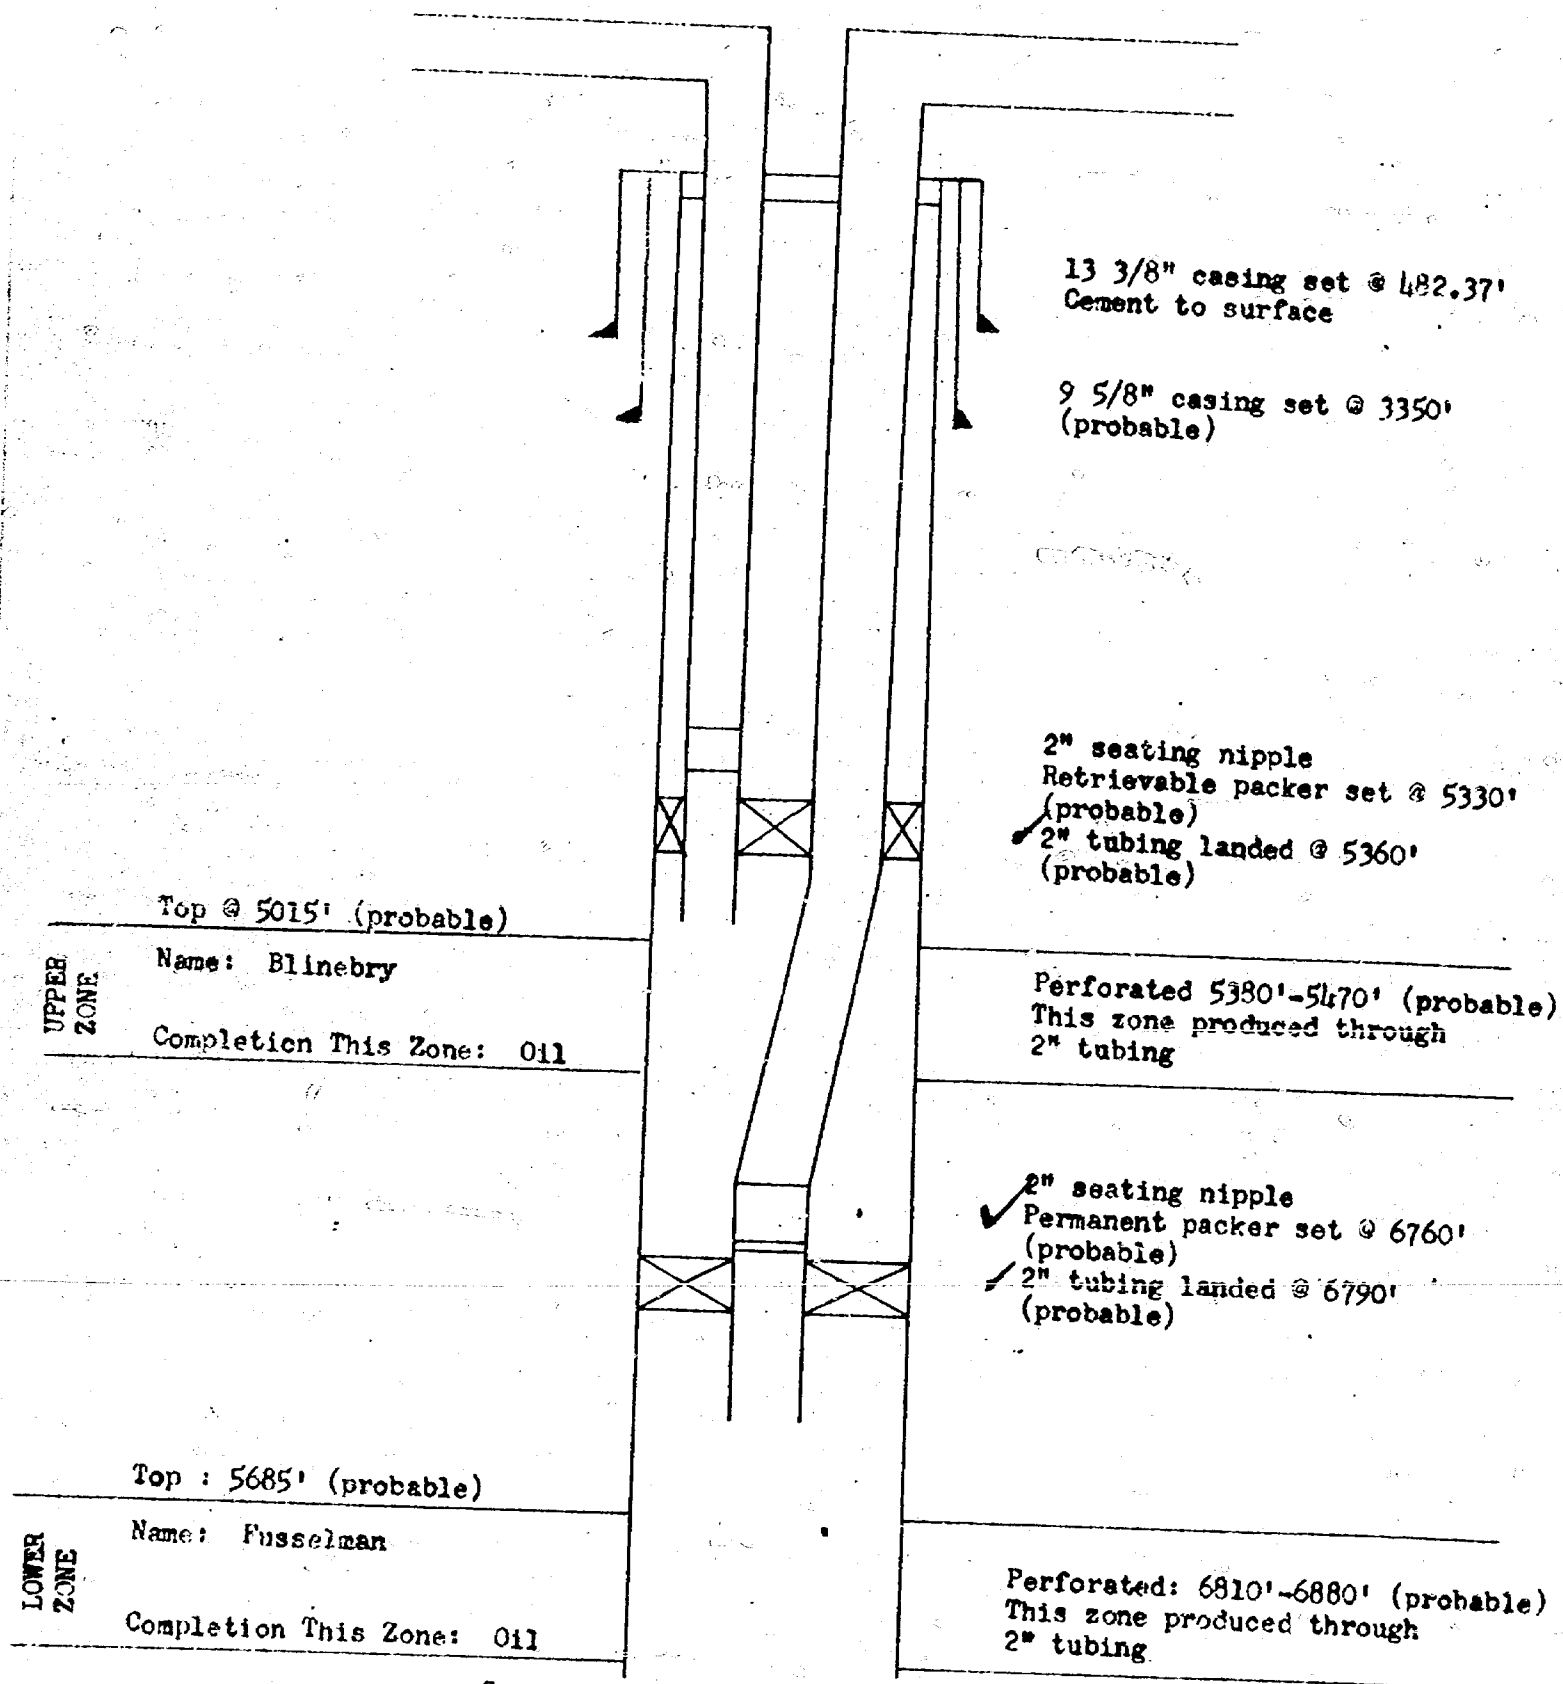 13 3/8" casing set @ 482.37'
Cement to surface
9 5/8" casing set @ 3350'
(probable)
2" seating nipple
Retrievable packer set @ 5330'
(probable)
2" tubing landed @ 5360'
(probable)
Top @ 5015' (probable)
UPPER
ZONE
Name: Blinebry
Completion This Zone: Oil
Perforated 5380'-5470' (probable)
This zone produced through
2" tubing
2" seating nipple
Permanent packer set @ 6760'
(probable)
2" tubing landed @ 6790'
(probable)
Top : 5685' (probable)
LOWER
ZONE
Name: Fusselman
Completion This Zone: Oil
Perforated: 6810'-6880' (probable)
This zone produced through
2" tubing